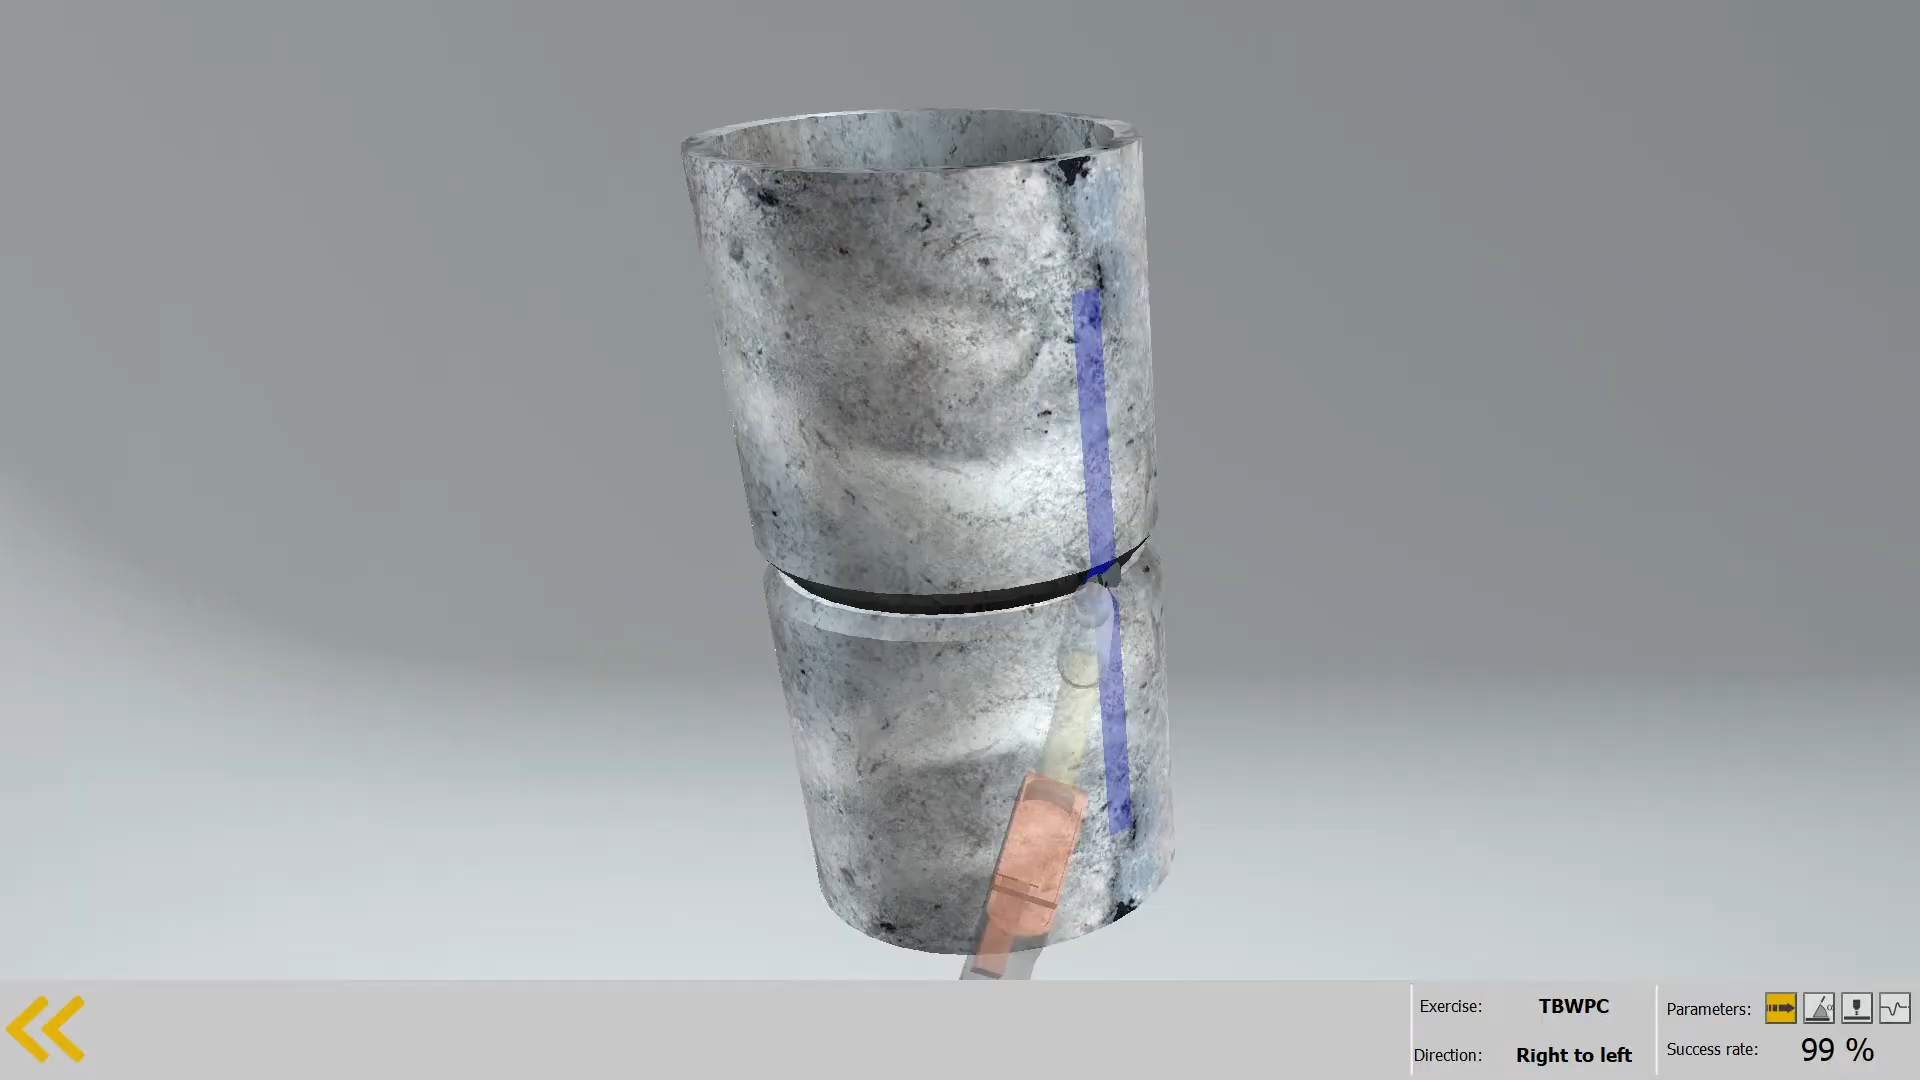 Exercise: TBWPC
Direction: Right to left
Parameters:
Success rate: 99 %